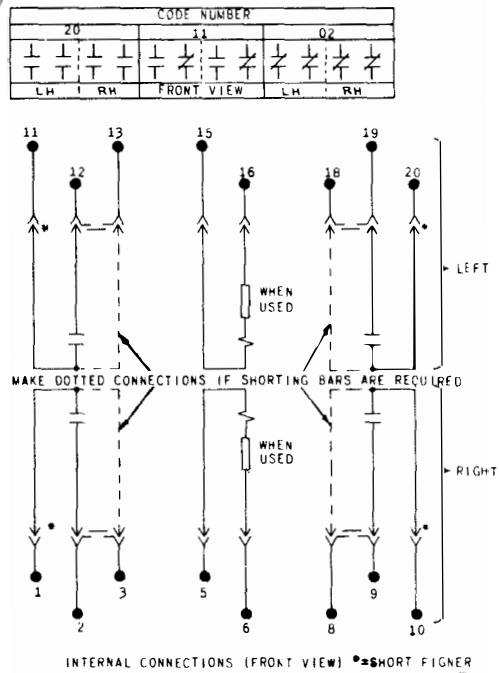 CODE NUMBER
20 11 02
LH RH FRONT VIEW LH RH
11 13 15 19
12 16 18 20
*
*
WHEN
USED
LEFT
MAKE DOTTED CONNECTIONS IF SHORTING BARS ARE REQUIRED
WHEN
USED
RIGHT
*
*
1 3 5 9
2 6 8 10
INTERNAL CONNECTIONS (FRONT VIEW) *=SHORT FIGNER